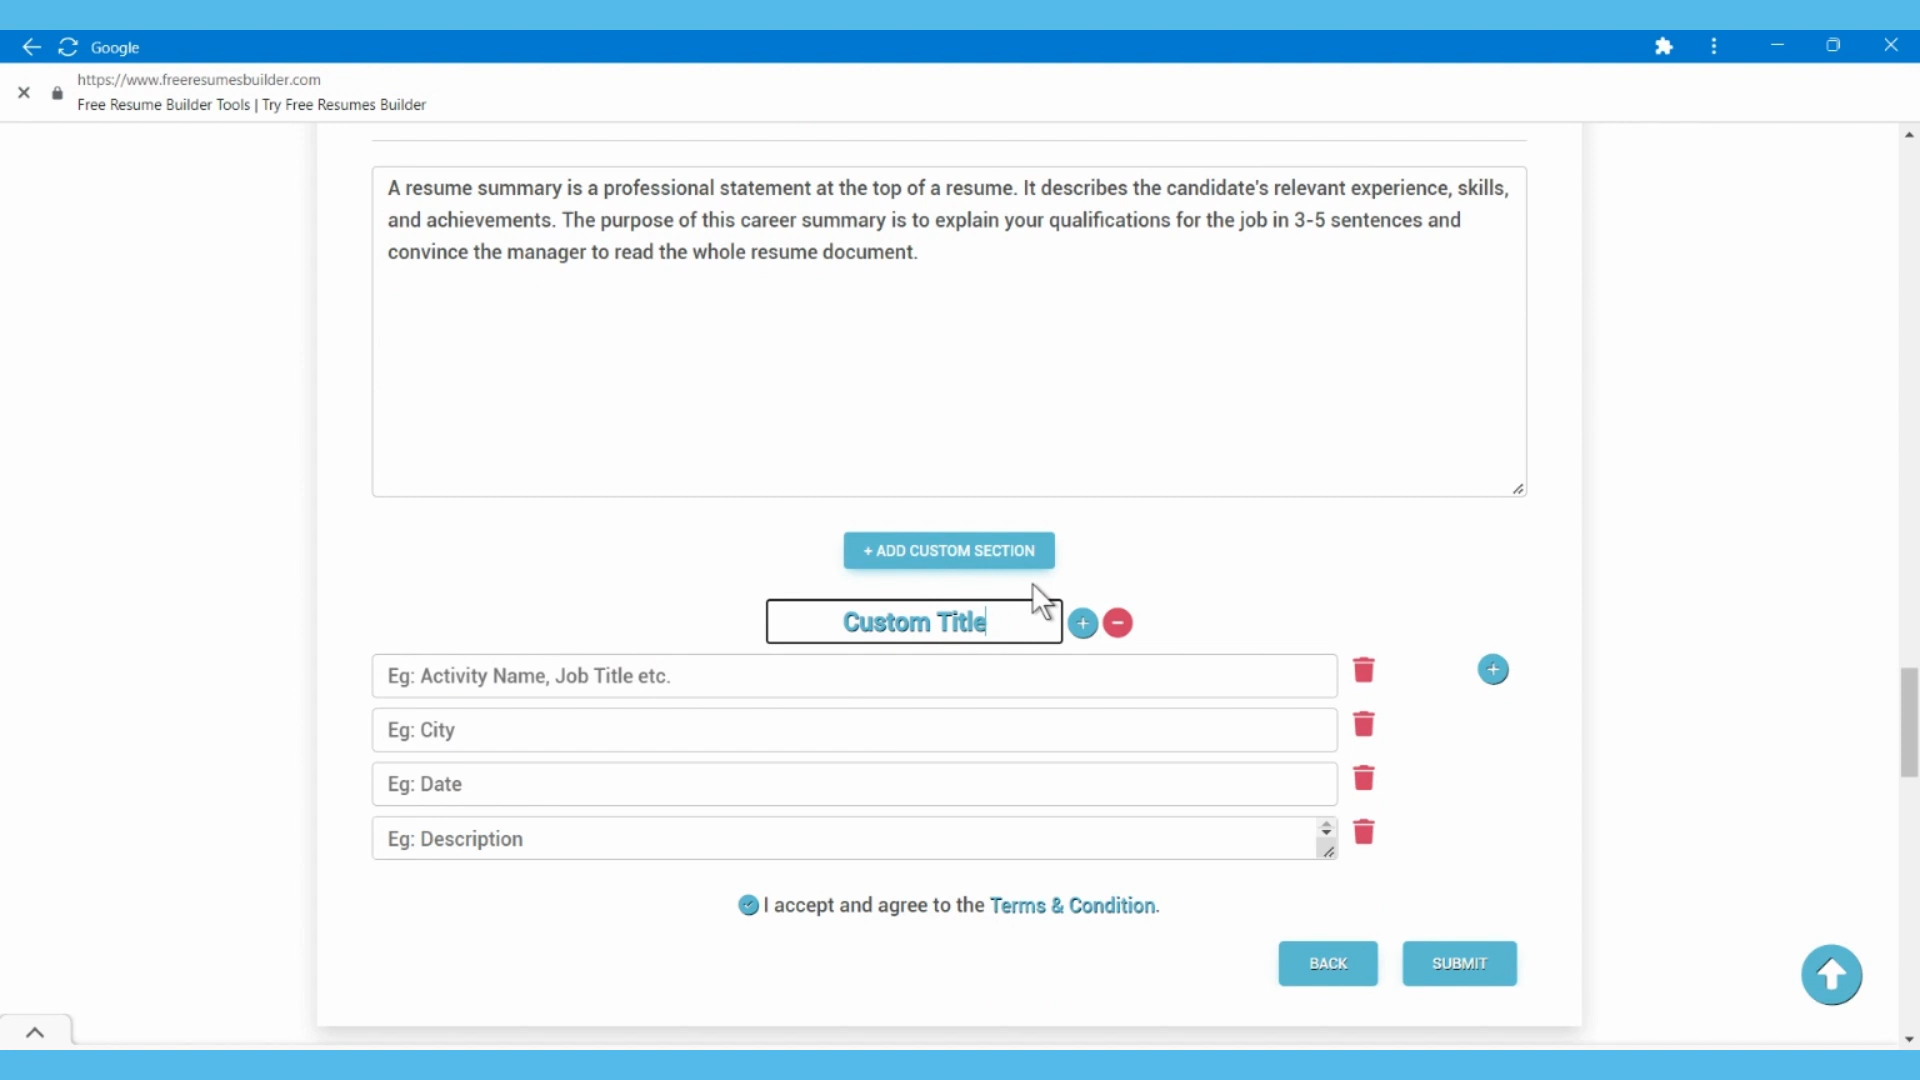 Google
https://www.freeresumesbuilder.com
Free Resume Builder Tools | Try Free Resumes Builder
A resume summary is a professional statement at the top of a resume. It describes the candidate's relevant experience, skills,
and achievements. The purpose of this career summary is to explain your qualifications for the job in 3-5 sentences and
convince the manager to read the whole resume document.
+ ADD CUSTOM SECTION
Custom Title
Eg: Activity Name, Job Title etc.
Eg: City
Eg: Date
Eg: Description
I accept and agree to the Terms & Condition.
BACK SUBMIT